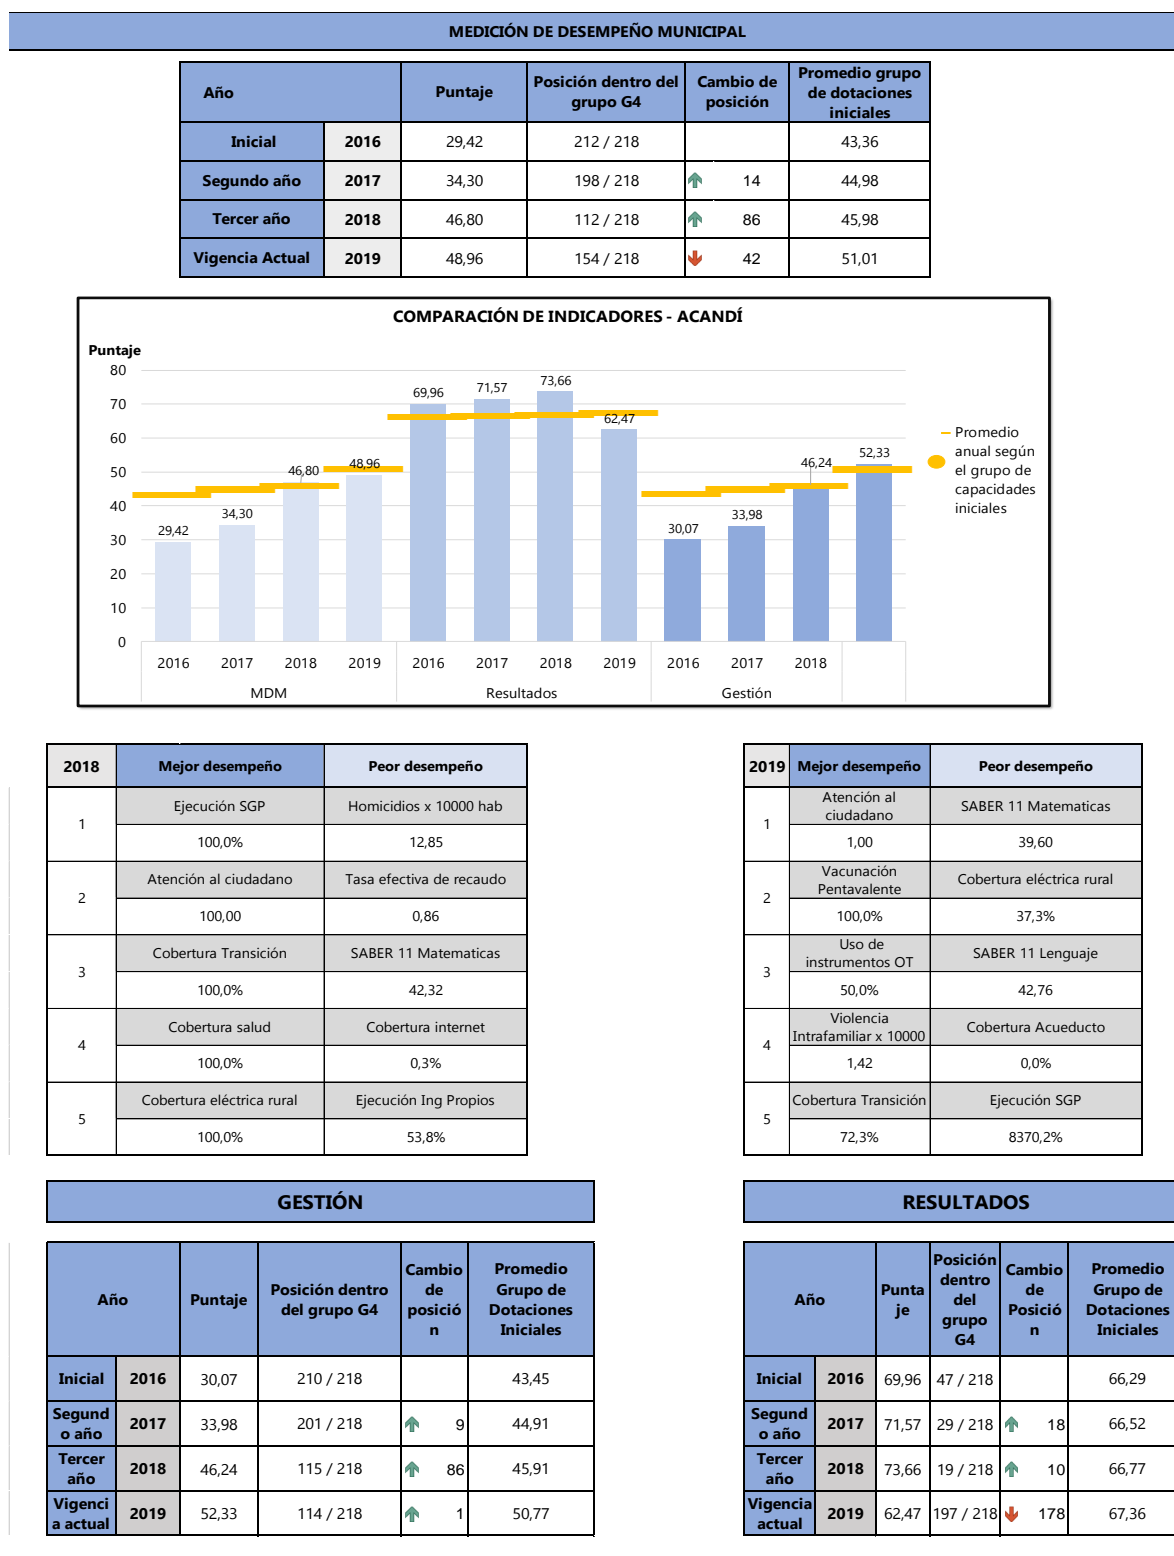 MEDICIÓN DE DESEMPEÑO MUNICIPAL
Año Puntaje Posición dentro del grupo G4 Cambio de posición Promedio grupo de dotaciones iniciales
Inicial 2016 29,42 212 / 218 43,36
Segundo año 2017 34,30 198 / 218 14 44,98
Tercer año 2018 46,80 112 / 218 86 45,98
Vigencia Actual 2019 48,96 154 / 218 42 51,01
COMPARACIÓN DE INDICADORES - ACANDÍ
Puntaje
80
70
60
50
40
30
20
10
0
29,42 34,30 46,80 48,96 69,96 71,57 73,66 62,47 30,07 33,98 46,24 52,33
2016 2017 2018 2019 2016 2017 2018 2019 2016 2017 2018
MDM Resultados Gestión
Promedio
anual según
el grupo de
capacidades
iniciales
2018 Mejor desempeño Peor desempeño
1 Ejecución SGP Homicidios x 10000 hab
100,0% 12,85
2 Atención al ciudadano Tasa efectiva de recaudo
100,00 0,86
3 Cobertura Transición SABER 11 Matematicas
100,0% 42,32
4 Cobertura salud Cobertura internet
100,0% 0,3%
5 Cobertura eléctrica rural Ejecución Ing Propios
100,0% 53,8%
2019 Mejor desempeño Peor desempeño
1 Atención al ciudadano SABER 11 Matematicas
1,00 39,60
2 Vacunación Pentavalente Cobertura eléctrica rural
100,0% 37,3%
3 Uso de instrumentos OT SABER 11 Lenguaje
50,0% 42,76
4 Violencia Intrafamiliar x 10000 Cobertura Acueducto
1,42 0,0%
5 Cobertura Transición Ejecución SGP
72,3% 8370,2%
GESTIÓN
Año Puntaje Posición dentro del grupo G4 Cambio de posición Promedio Grupo de Dotaciones Iniciales
Inicial 2016 30,07 210 / 218 43,45
Segundo año 2017 33,98 201 / 218 9 44,91
Tercer año 2018 46,24 115 / 218 86 45,91
Vigencia actual 2019 52,33 114 / 218 1 50,77
RESULTADOS
Año Puntaje Posición dentro del grupo G4 Cambio de Posición Promedio Grupo de Dotaciones Iniciales
Inicial 2016 69,96 47 / 218 66,29
Segundo año 2017 71,57 29 / 218 18 66,52
Tercer año 2018 73,66 19 / 218 10 66,77
Vigencia actual 2019 62,47 197 / 218 178 67,36